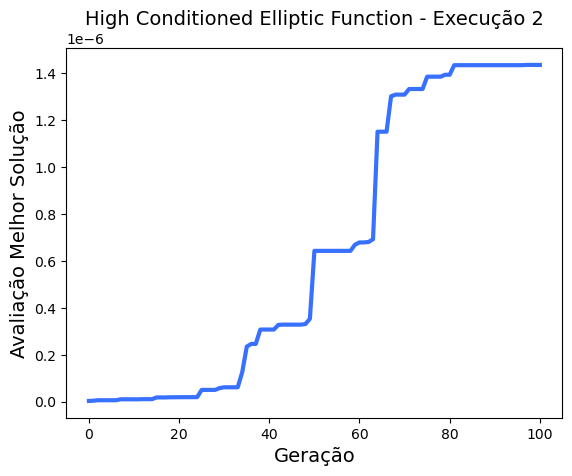 High Conditioned Elliptic Function - Execução 2
1e−6
1.4
1.2
1.0
0.8
0.6
0.4
0.2
0.0
Avaliação Melhor Solução
0 20 40 60 80 100
Geração